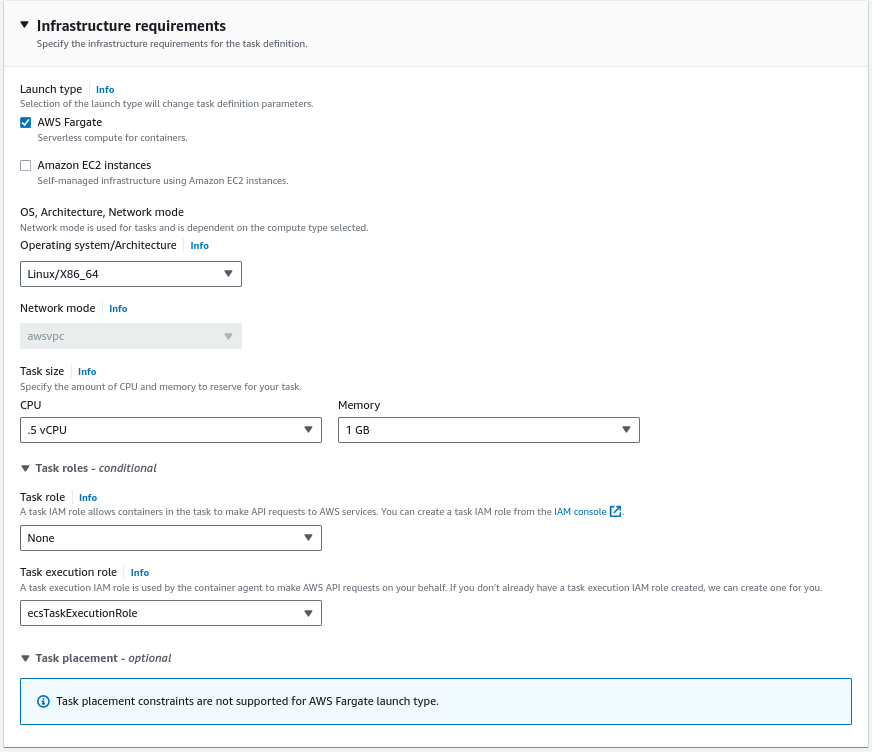 Infrastructure requirements
Specify the infrastructure requirements for the task definition.
Launch type Info
Selection of the launch type will change task definition parameters.
AWS Fargate
Serverless compute for containers.
Amazon EC2 instances
Self-managed infrastructure using Amazon EC2 instances.
OS, Architecture, Network mode
Network mode is used for tasks and is dependent on the compute type selected.
Operating system/Architecture Info
Linux/X86_64
Network mode Info
awsvpc
Task size Info
Specify the amount of CPU and memory to reserve for your task.
CPU Memory
.5 vCPU 1 GB
Task roles - conditional
Task role Info
A task IAM role allows containers in the task to make API requests to AWS services. You can create a task IAM role from the IAM console.
None
Task execution role Info
A task execution IAM role is used by the container agent to make AWS API requests on your behalf. If you don't already have a task execution IAM role created, we can create one for you.
ecsTaskExecutionRole
Task placement - optional
Task placement constraints are not supported for AWS Fargate launch type.